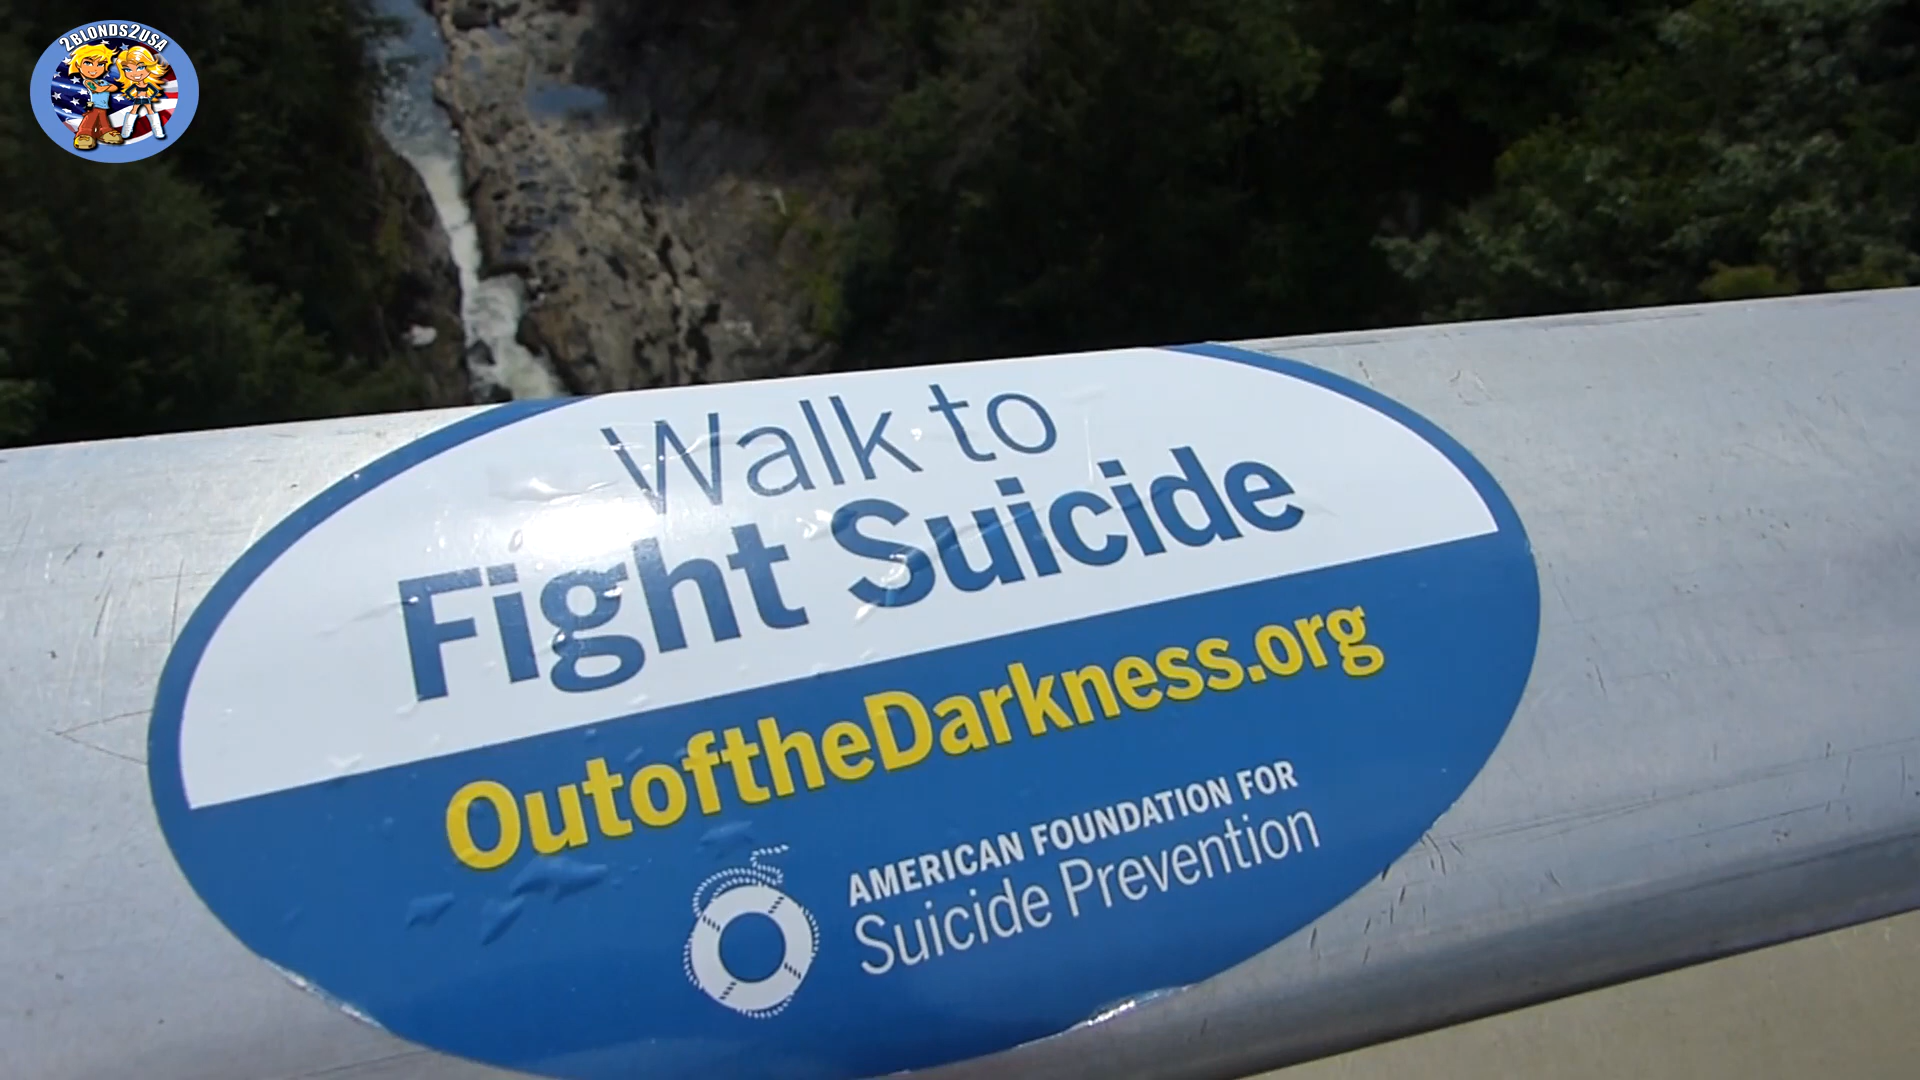 2BLONDS2USA
Walk to
Fight Suicide
OutoftheDarkness.org
AMERICAN FOUNDATION FOR
Suicide Prevention